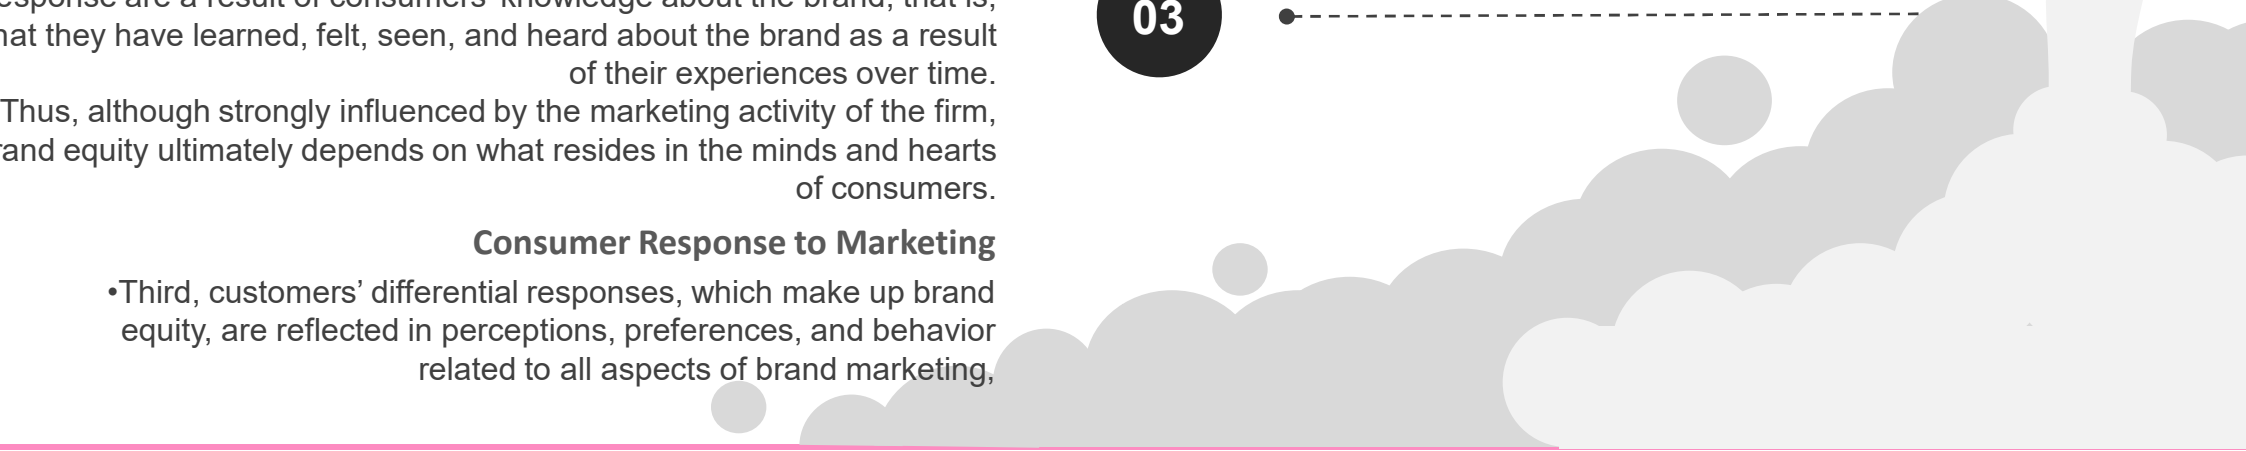 response are a result of consumers' knowledge about the brand, that is,
what they have learned, felt, seen, and heard about the brand as a result
of their experiences over time.
Thus, although strongly influenced by the marketing activity of the firm,
brand equity ultimately depends on what resides in the minds and hearts
of consumers.
Consumer Response to Marketing
•Third, customers’ differential responses, which make up brand
equity, are reflected in perceptions, preferences, and behavior
related to all aspects of brand marketing,
03